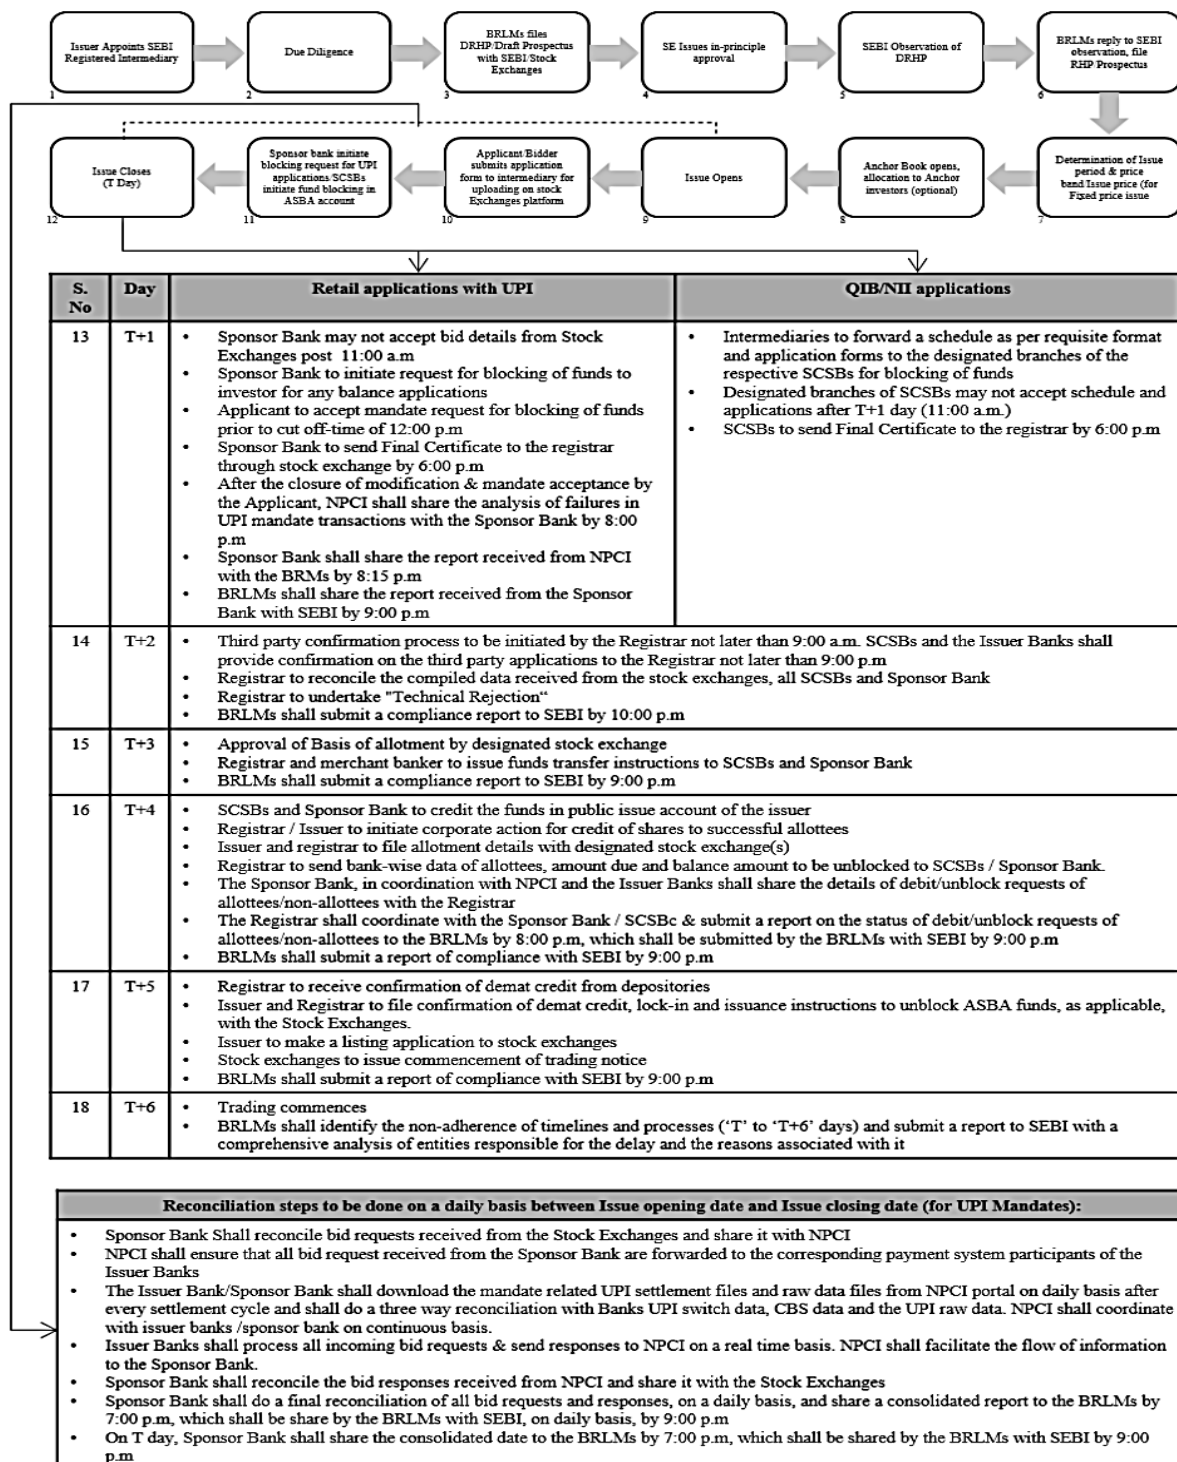 Issuer Appoints SEBI
Registered Intermediary
1
Due Diligence
2
BRLMs files
DRHP/Draft Prospectus
with SEBI/Stock
Exchanges
3
SE Issues in-principle
approval
4
SEBI Observation of
DRHP
5
BRLMs reply to SEBI
observation, file
RHP Prospectus
6
Issue Closes
(T Day)
12
Sponsor bank initiate
blocking request for UPI
applications/SCSBs
initiate fund blocking in
ASBA account
11
Applicant/Bidder
submits application
form to intermediary for
uploading on stock
Exchanges platform
10
Issue Opens
9
Anchor Book opens,
allocation to Anchor
investors (optional)
8
Determination of Issue
period & price
band/Issue price (for
Fixed price issue
7
S. No
Day
Retail applications with UPI
QIB/NII applications
13
T+1
• Sponsor Bank may not accept bid details from Stock
Exchanges post 11:00 a.m
• Sponsor Bank to initiate request for blocking of funds to
investor for any balance applications
• Applicant to accept mandate request for blocking of funds
prior to cut off-time of 12:00 p.m
• Sponsor Bank to send Final Certificate to the registrar
through stock exchange by 6:00 p.m
• After the closure of modification & mandate acceptance by
the Applicant, NPCI shall share the analysis of failures in
UPI mandate transactions with the Sponsor Bank by 8:00
p.m
• Sponsor Bank shall share the report received from NPCI
with the BRMs by 8:15 p.m
• BRLMs shall share the report received from the Sponsor
Bank with SEBI by 9:00 p.m
• Intermediaries to forward a schedule as per requisite format
and application forms to the designated branches of the
respective SCSBs for blocking of funds
• Designated branches of SCSBs may not accept schedule and
applications after T+1 day (11:00 a.m.)
• SCSBs to send Final Certificate to the registrar by 6:00 p.m
14
T+2
• Third party confirmation process to be initiated by the Registrar not later than 9:00 a.m. SCSBs and the Issuer Banks shall
provide confirmation on the third party applications to the Registrar not later than 9:00 p.m
• Registrar to reconcile the compiled data received from the stock exchanges, all SCSBs and Sponsor Bank
• Registrar to undertake "Technical Rejection“
• BRLMs shall submit a compliance report to SEBI by 10:00 p.m
15
T+3
• Approval of Basis of allotment by designated stock exchange
• Registrar and merchant banker to issue funds transfer instructions to SCSBs and Sponsor Bank
• BRLMs shall submit a compliance report to SEBI by 9:00 p.m
16
T+4
• SCSBs and Sponsor Bank to credit the funds in public issue account of the issuer
• Registrar / Issuer to initiate corporate action for credit of shares to successful allottees
• Issuer and registrar to file allotment details with designated stock exchange(s)
• Registrar to send bank-wise data of allottees, amount due and balance amount to be unblocked to SCSBs / Sponsor Bank.
• The Sponsor Bank, in coordination with NPCI and the Issuer Banks shall share the details of debit/unblock requests of
allottees/non-allottees with the Registrar
• The Registrar shall coordinate with the Sponsor Bank / SCSBc & submit a report on the status of debit/unblock requests of
allottees/non-allottees to the BRLMs by 8:00 p.m, which shall be submitted by the BRLMs with SEBI by 9:00 p.m
• BRLMs shall submit a report of compliance with SEBI by 9:00 p.m
17
T+5
• Registrar to receive confirmation of demat credit from depositories
• Issuer and Registrar to file confirmation of demat credit, lock-in and issuance instructions to unblock ASBA funds, as applicable,
with the Stock Exchanges.
• Issuer to make a listing application to stock exchanges
• Stock exchanges to issue commencement of trading notice
• BRLMs shall submit a report of compliance with SEBI by 9:00 p.m
18
T+6
• Trading commences
• BRLMs shall identify the non-adherence of timelines and processes (‘T’ to ‘T+6’ days) and submit a report to SEBI with a
comprehensive analysis of entities responsible for the delay and the reasons associated with it
Reconciliation steps to be done on a daily basis between Issue opening date and Issue closing date (for UPI Mandates):
• Sponsor Bank Shall reconcile bid requests received from the Stock Exchanges and share it with NPCI
• NPCI shall ensure that all bid request received from the Sponsor Bank are forwarded to the corresponding payment system participants of the
Issuer Banks
• The Issuer Bank/Sponsor Bank shall download the mandate related UPI settlement files and raw data files from NPCI portal on daily basis after
every settlement cycle and shall do a three way reconciliation with Banks UPI switch data, CBS data and the UPI raw data. NPCI shall coordinate
with issuer banks /sponsor bank on continuous basis.
• Issuer Banks shall process all incoming bid requests & send responses to NPCI on a real time basis. NPCI shall facilitate the flow of information
to the Sponsor Bank.
• Sponsor Bank shall reconcile the bid responses received from NPCI and share it with the Stock Exchanges
• Sponsor Bank shall do a final reconciliation of all bid requests and responses, on a daily basis, and share a consolidated report to the BRLMs by
7:00 p.m, which shall be share by the BRLMs with SEBI, on daily basis, by 9:00 p.m
• On T day, Sponsor Bank shall share the consolidated date to the BRLMs by 7:00 p.m, which shall be shared by the BRLMs with SEBI by 9:00
p.m